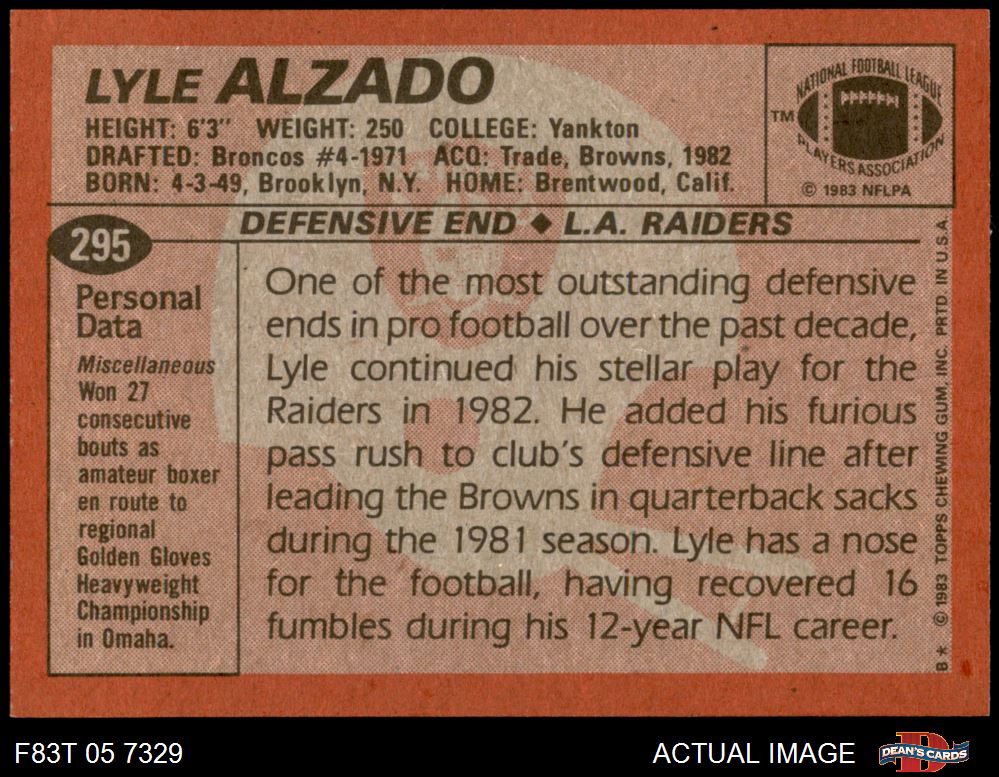 LYLE ALZADO
HEIGHT: 6'3" WEIGHT: 250 COLLEGE: Yankton
DRAFTED: Broncos #4-1971 ACQ: Trade, Browns, 1982
BORN: 4-3-49, Brooklyn, N.Y. HOME: Brentwood, Calif.
NATIONAL FOOTBALL LEAGUE
TM
PLAYERS ASSOCIATION
© 1983 NFLPA
DEFENSIVE END ◆ L.A. RAIDERS
295
Personal
Data
Miscellaneous
Won 27
consecutive
bouts as
amateur boxer
en route to
regional
Golden Gloves
Heavyweight
Championship
in Omaha.
One of the most outstanding defensive
ends in pro football over the past decade,
Lyle continued his stellar play for the
Raiders in 1982. He added his furious
pass rush to club's defensive line after
leading the Browns in quarterback sacks
during the 1981 season. Lyle has a nose
for the football, having recovered 16
fumbles during his 12-year NFL career.
B* © 1983 TOPPS CHEWING GUM, INC. PRTD. IN U.S.A.
F83T 05 7329
ACTUAL IMAGE
DEAN'S CARDS